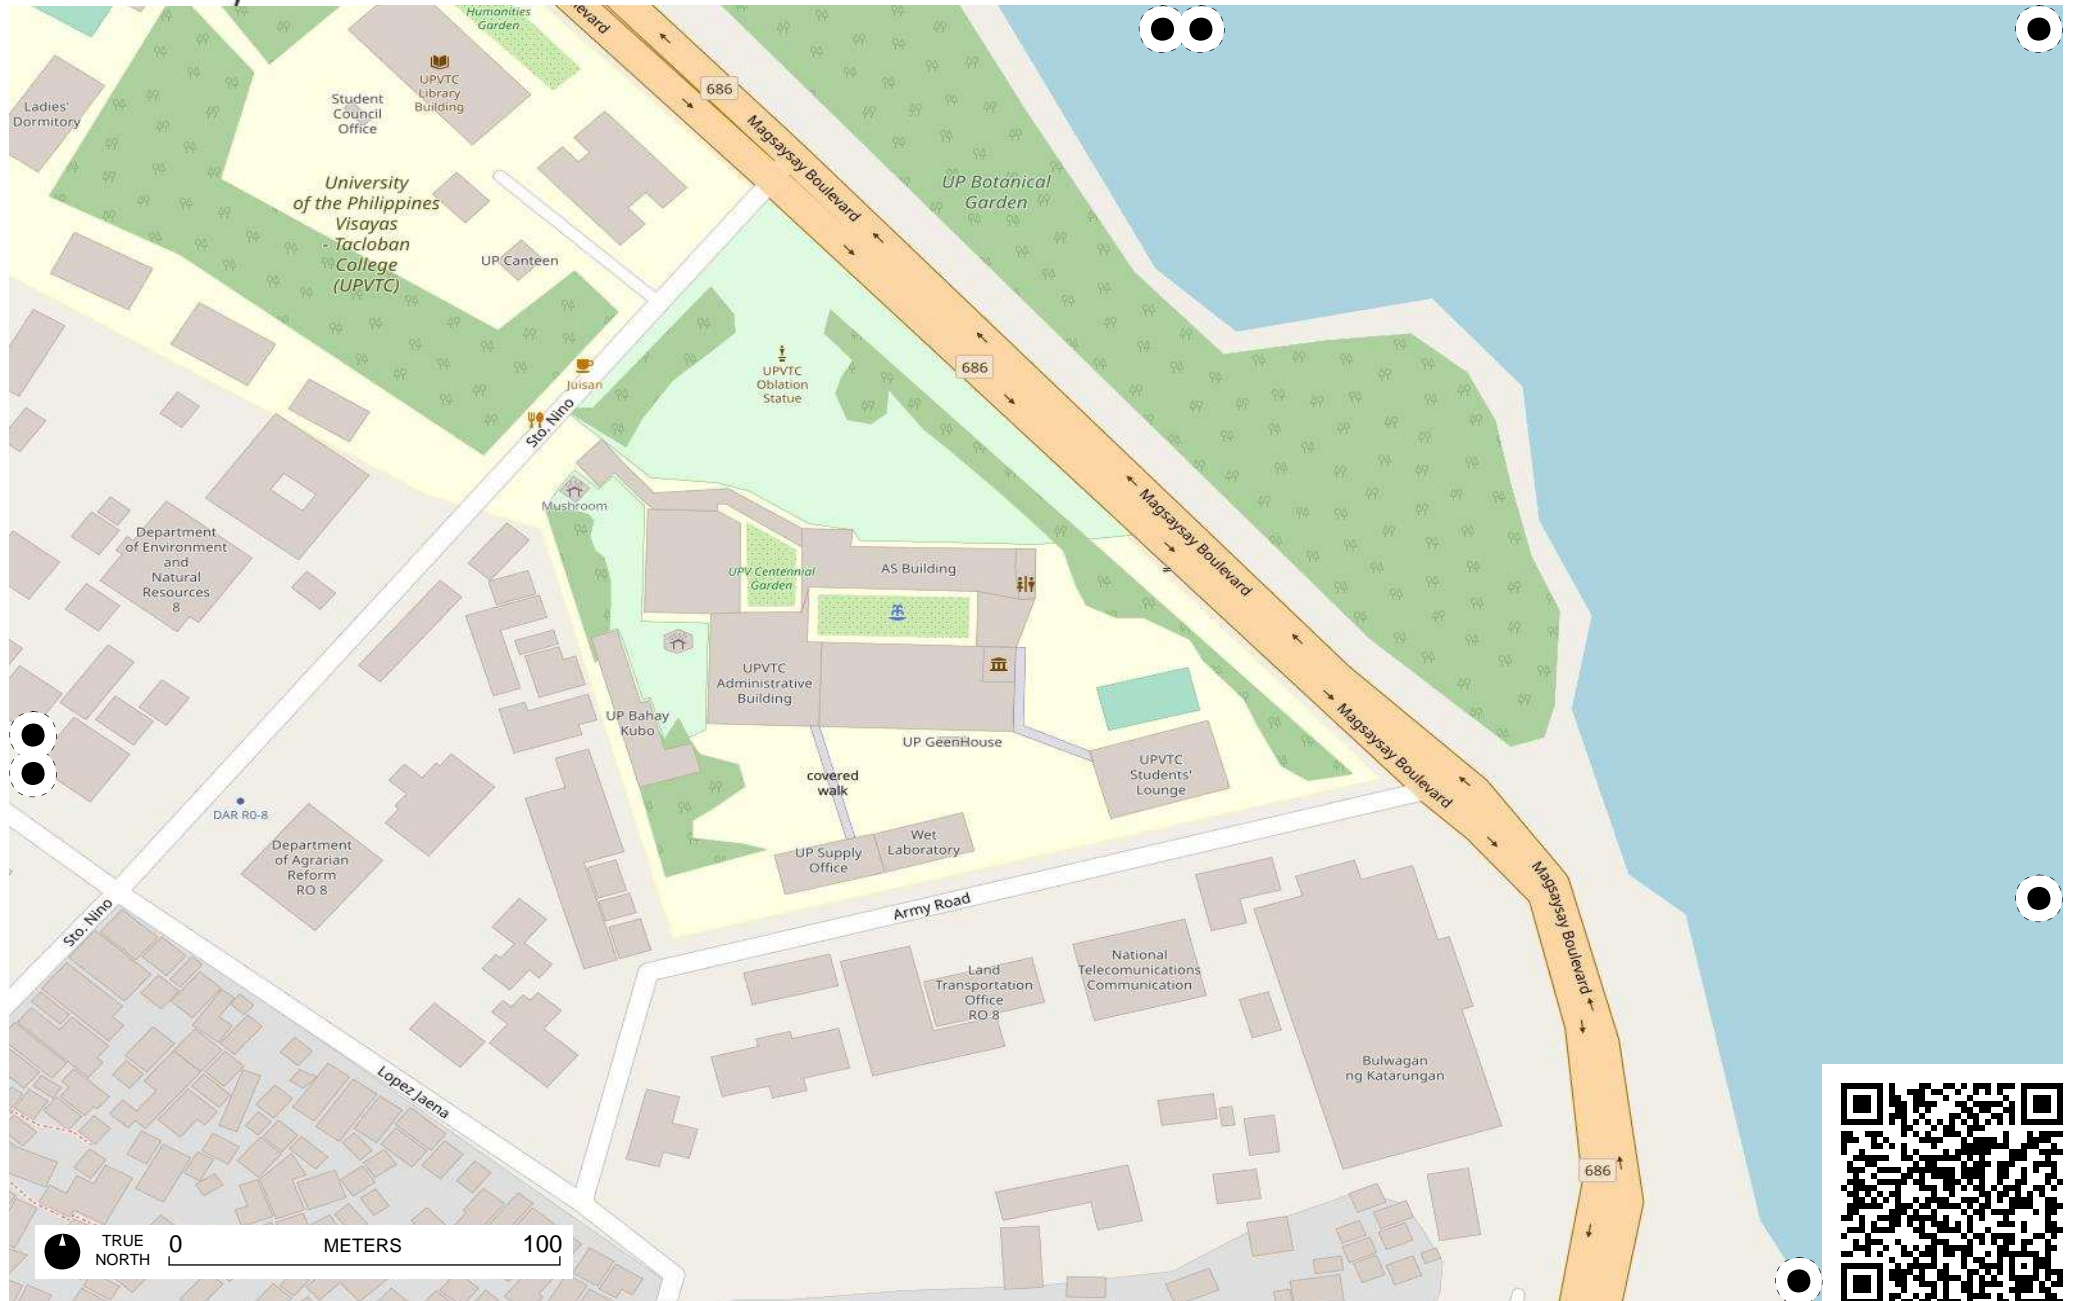 Humanities
Garden
levard
UPVTC
Library
Building
686
Ladies'
Dormitory
Student
Council
Office
Magsaysay Boulevard
University
of the Philippines
Visayas
- Tacloban
College
(UPVTC)
UP Botanical
Garden
UP Canteen
Juisan
UPVTC
Oblation
Statue
686
Sto. Nino
Mushroom
Magsaysay Boulevard
Department
of Environment
and
Natural
Resources
8
UPV Centennial
Garden
AS Building
UPVTC
Administrative
Building
UP Bahay
Kubo
UP GeenHouse
Magsaysay Boulevard
UPVTC
Students'
Lounge
covered
walk
DAR R0-8
Department
of Agrarian
Reform
RO 8
UP Supply
Office
Wet
Laboratory
Army Road
Sto. Nino
Magsaysay Boulevard
Land
Transportation
Office
RO 8
National
Telecomunications
Communication
Bulwagan
ng Katarungan
Lopez Jaena
686
TRUE
NORTH
0 METERS 100